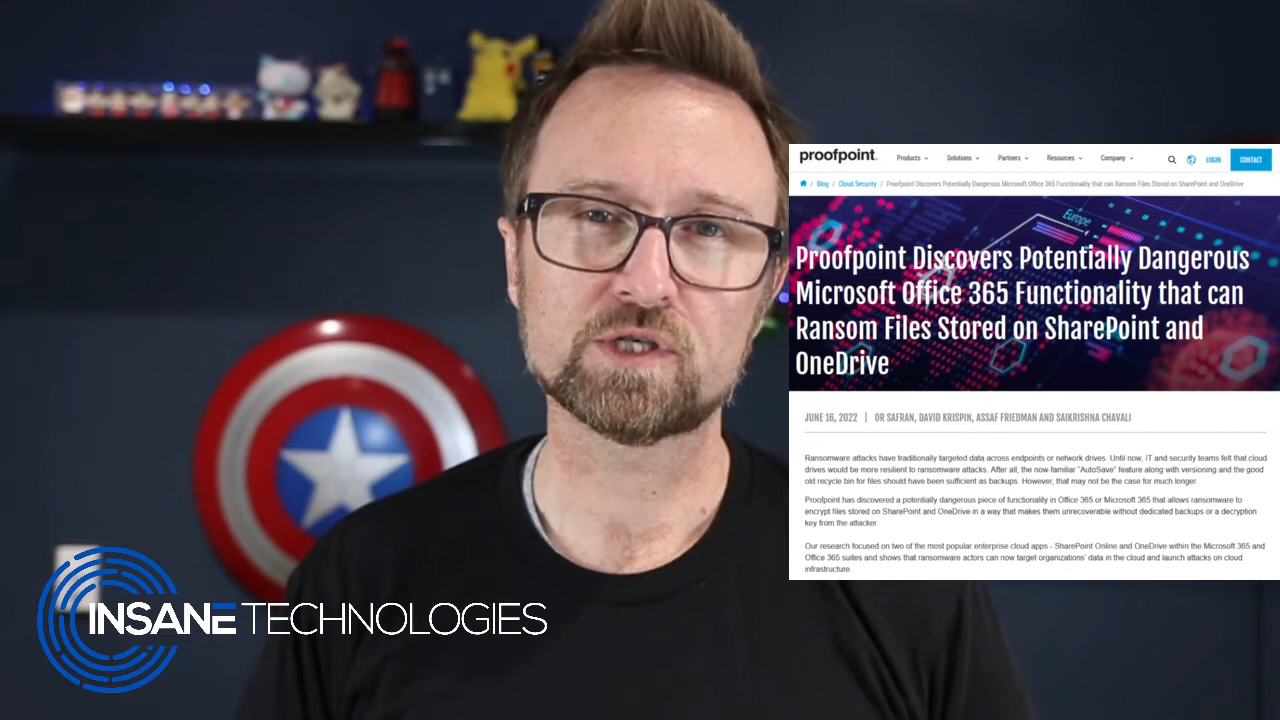 proofpoint.
Products Solutions Partners Resources Company LOGIN CONTACT
/ Blog / Cloud Security / Proofpoint Discovers Potentially Dangerous Microsoft Office 365 Functionality that can Ransom Files Stored on SharePoint and OneDrive
Europe
Proofpoint Discovers Potentially Dangerous
Microsoft Office 365 Functionality that can
Ransom Files Stored on SharePoint and
OneDrive
JUNE 16, 2022 | OR SAFRAN, DAVID KRISPIN, ASSAF FRIEDMAN AND SAIKRISHNA CHAVALI
Ransomware attacks have traditionally targeted data across endpoints or network drives. Until now, IT and security teams felt that cloud
drives would be more resilient to ransomware attacks. After all, the now-familiar "AutoSave" feature along with versioning and the good
old recycle bin for files should have been sufficient as backups. However, that may not be the case for much longer.
Proofpoint has discovered a potentially dangerous piece of functionality in Office 365 or Microsoft 365 that allows ransomware to
encrypt files stored on SharePoint and OneDrive in a way that makes them unrecoverable without dedicated backups or a decryption
key from the attacker.
Our research focused on two of the most popular enterprise cloud apps - SharePoint Online and OneDrive within the Microsoft 365 and
Office 365 suites and shows that ransomware actors can now target organizations' data in the cloud and launch attacks on cloud
infrastructure.
INSANE TECHNOLOGIES